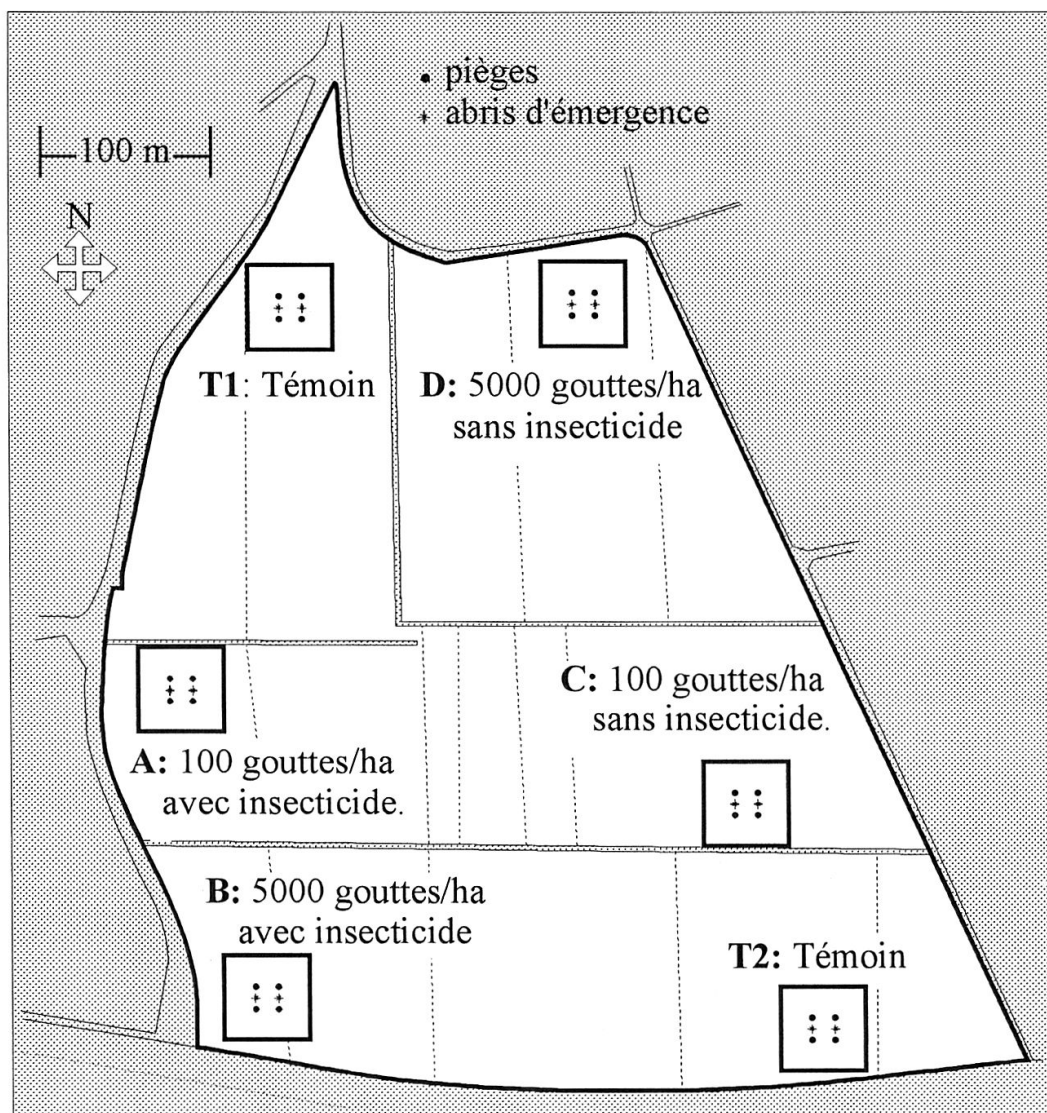 pièges
abris d'émergence
100 m
N
T1: Témoin
D: 5000 gouttes/ha
sans insecticide
C: 100 gouttes/ha
sans insecticide.
A: 100 gouttes/ha
avec insecticide.
B: 5000 gouttes/ha
avec insecticide
T2: Témoin